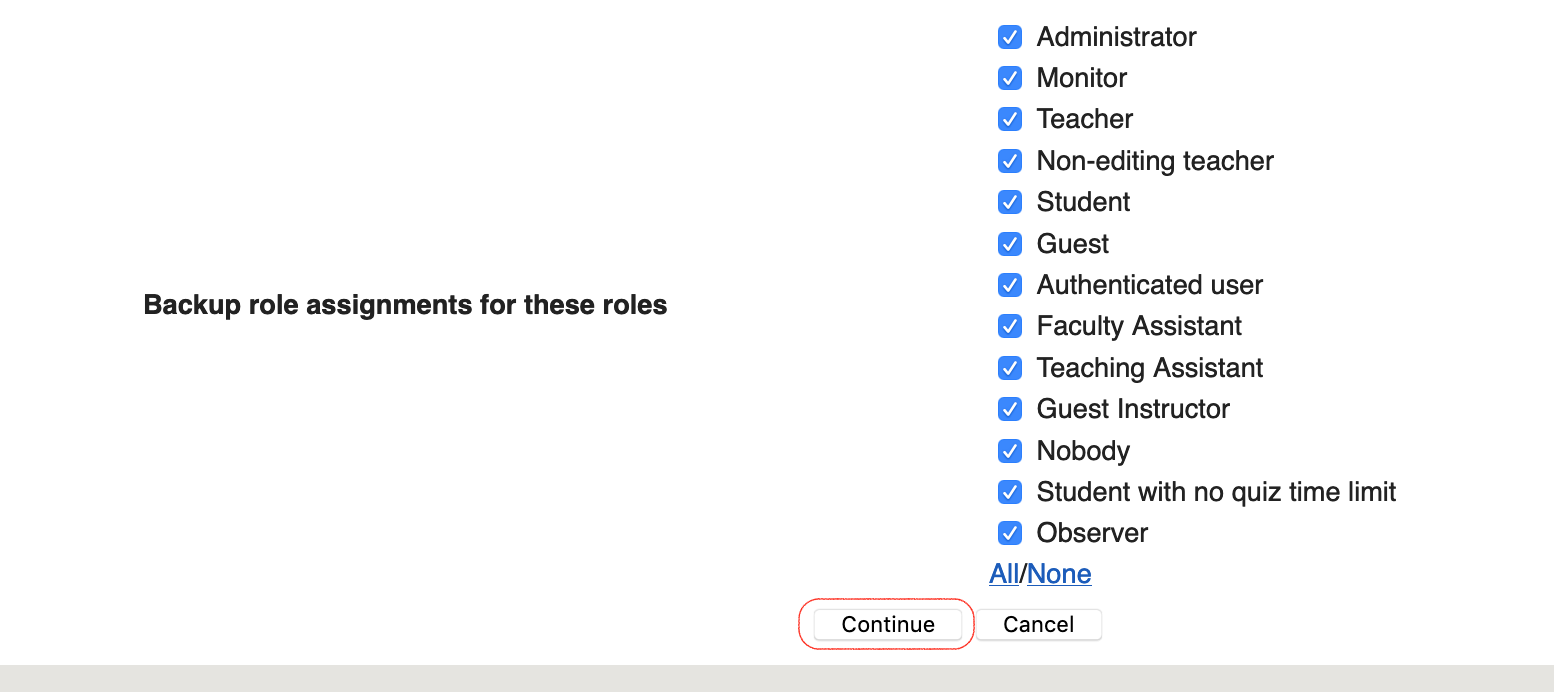 Administrator
Monitor
Teacher
Non-editing teacher
Student
Guest
Authenticated user
Backup role assignments for these roles
Faculty Assistant
Teaching Assistant
Guest Instructor
Nobody
Student with no quiz time limit
Observer
All/None
Continue Cancel